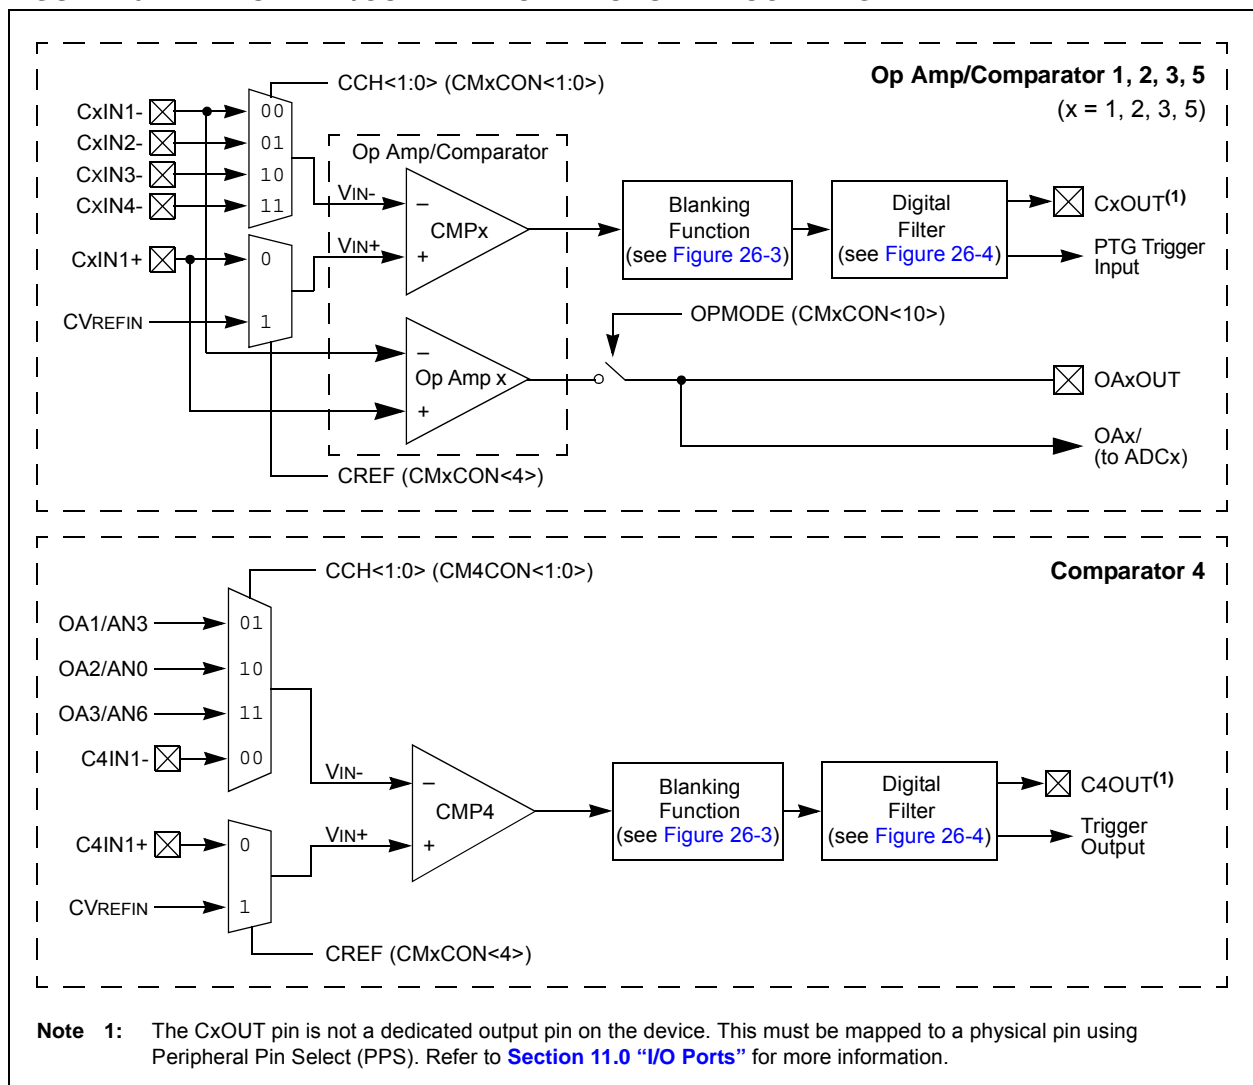 CCH<1:0> (CMxCON<1:0>)
Op Amp/Comparator 1, 2, 3, 5
(x = 1, 2, 3, 5)
CxIN1-
CxIN2-
CxIN3-
CxIN4-
00
01
10
11
Op Amp/Comparator
VIN-
–
CMPx
VIN+
+
CxIN1+
0
CVREFIN
1
Blanking
Function
(see Figure 26-3)
Digital
Filter
(see Figure 26-4)
CxOUT(1)
PTG Trigger
Input
OPMODE (CMxCON<10>)
–
Op Amp x
+
OAxOUT
OAx/
(to ADCx)
CREF (CMxCON<4>)
CCH<1:0> (CM4CON<1:0>)
Comparator 4
OA1/AN3
01
OA2/AN0
10
OA3/AN6
11
C4IN1-
00
VIN-
–
CMP4
C4IN1+
0
VIN+
+
CVREFIN
1
Blanking
Function
(see Figure 26-3)
Digital
Filter
(see Figure 26-4)
C4OUT(1)
Trigger
Output
CREF (CMxCON<4>)
Note 1: The CxOUT pin is not a dedicated output pin on the device. This must be mapped to a physical pin using
Peripheral Pin Select (PPS). Refer to Section 11.0 “I/O Ports” for more information.